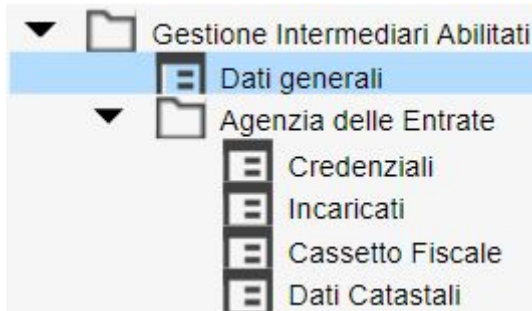 Gestione Intermediari Abilitati
Dati generali
Agenzia delle Entrate
Credenziali
Incaricati
Cassetto Fiscale
Dati Catastali